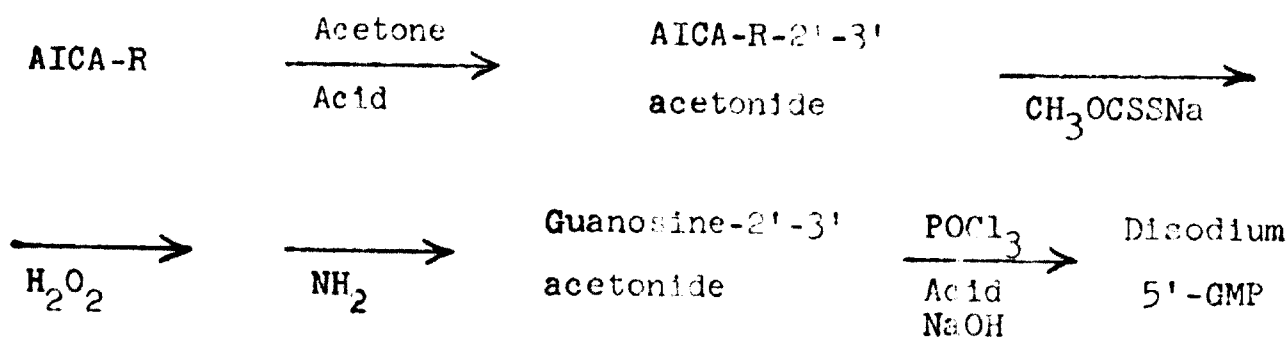 AICA-R Acetone AICA-R-2'-3'
Acid acetonide CH3OCSSNa
Guanosine-2'-3' POCl3 Disodium
H2O2 NH2 acetonide Acid 5'-GMP
NaOH